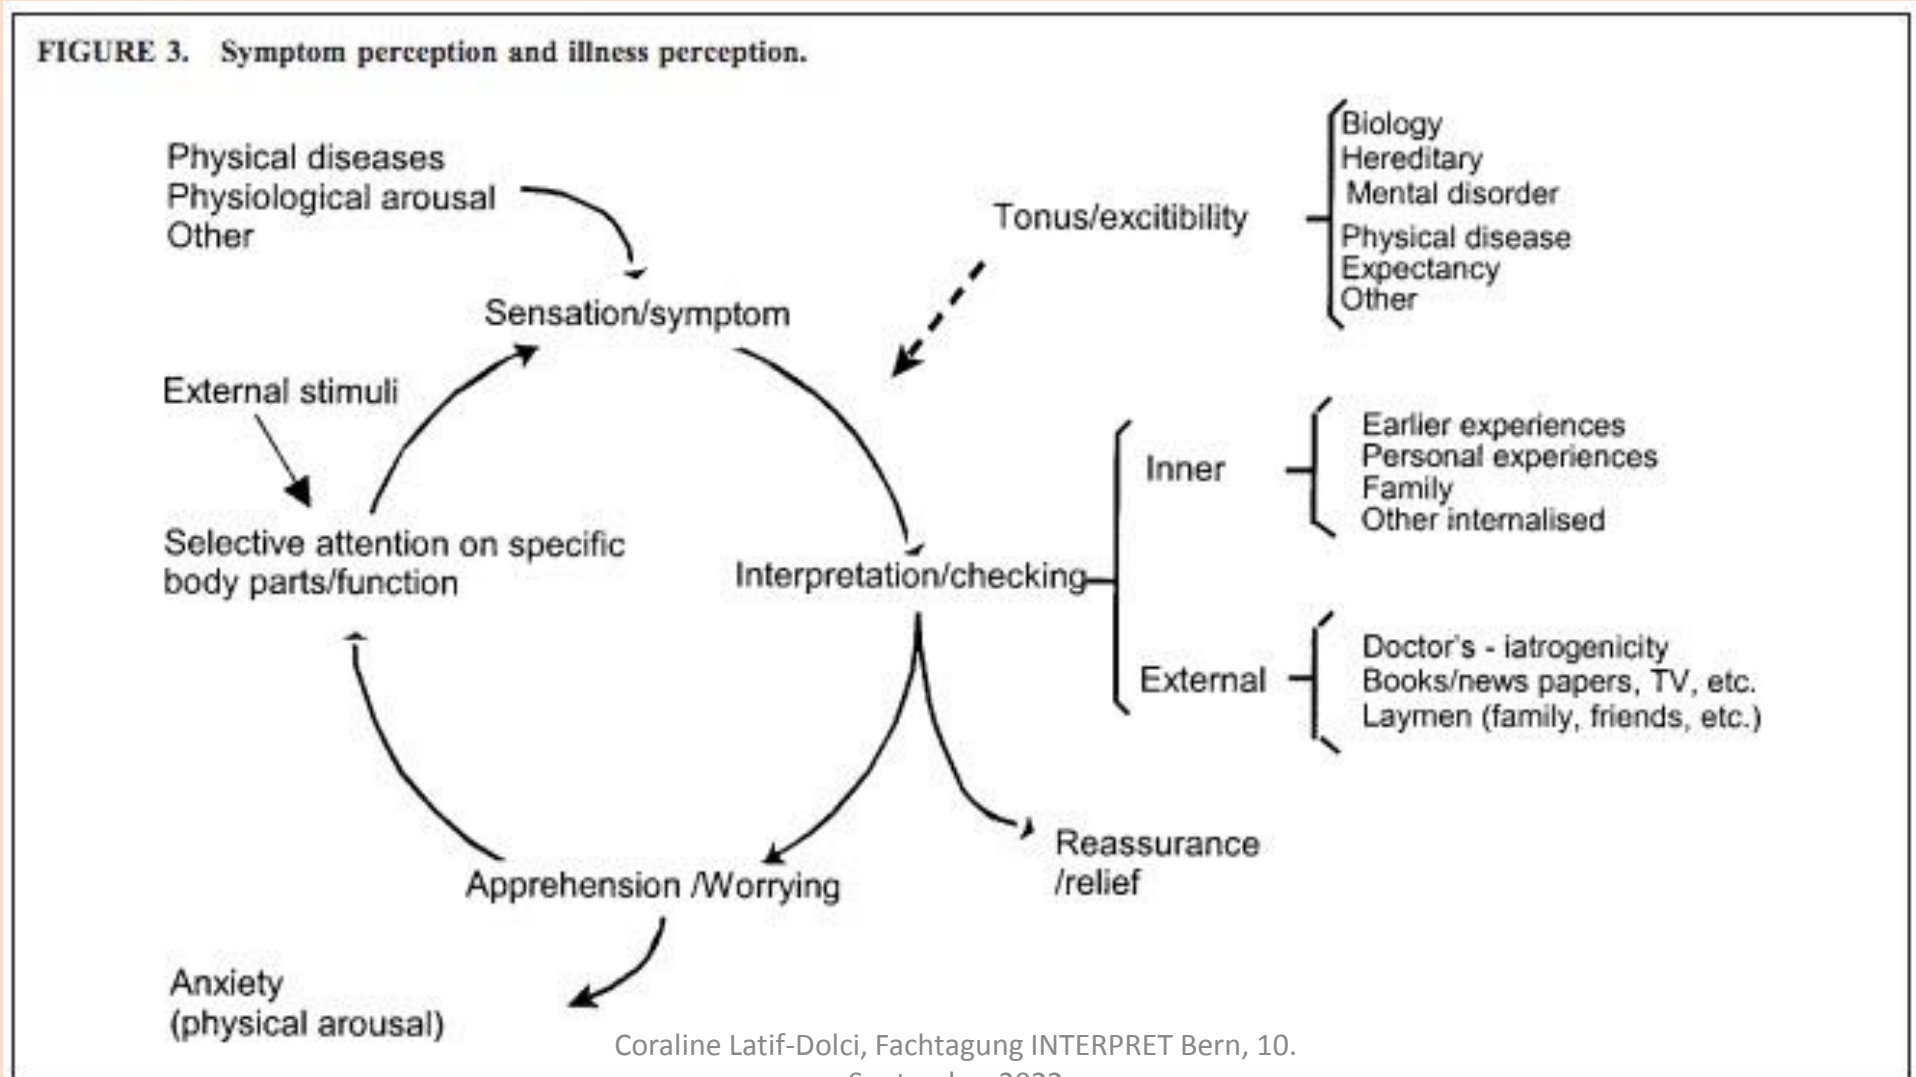 FIGURE 3. Symptom perception and illness perception.
Physical diseases
Physiological arousal
Other
Sensation/symptom
Tonus/excitibility
Biology
Hereditary
Mental disorder
Physical disease
Expectancy
Other
External stimuli
Selective attention on specific
body parts/function
Interpretation/checking
Inner
Earlier experiences
Personal experiences
Family
Other internalised
External
Doctor's - iatrogenicity
Books/news papers, TV, etc.
Laymen (family, friends, etc.)
Reassurance
/relief
Apprehension /Worrying
Anxiety
(physical arousal)
Coraline Latif-Dolci, Fachtagung INTERPRET Bern, 10.